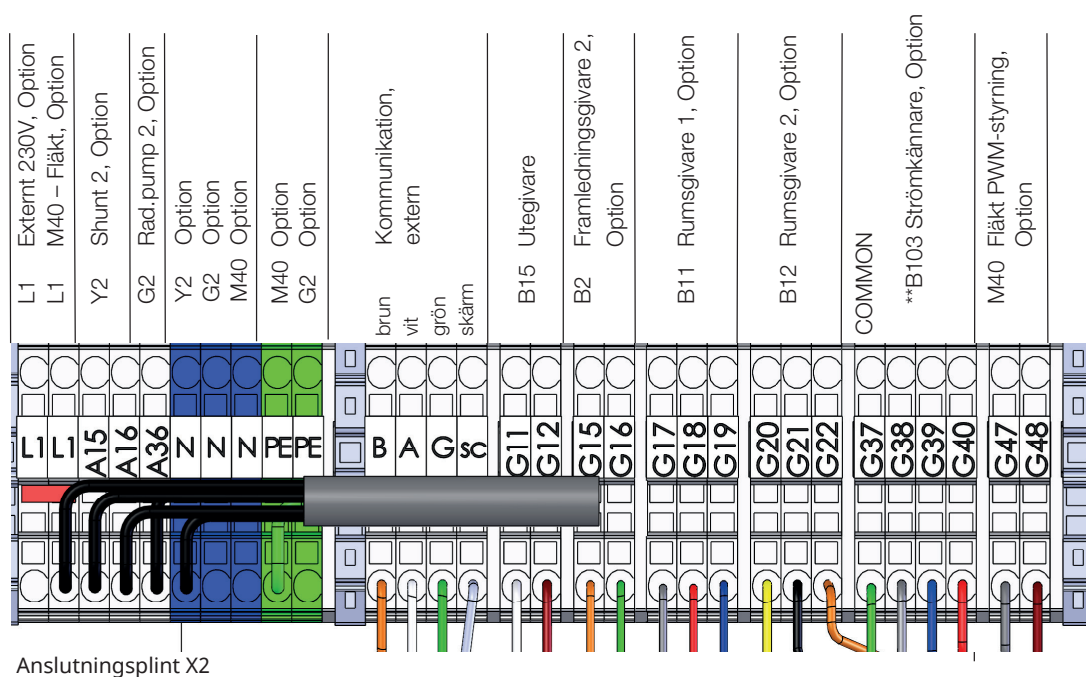 L1 Externt 230V, Option
L1 M40 – Fläkt, Option
Y2 Shunt 2, Option
G2 Rad.pump 2, Option
Y2 Option
G2 Option
M40 Option
M40 Option
G2 Option
Kommunikation,
extern
brun
vit
grön
skärm
B15 Utegivare
B2 Framledningsgivare 2,
Option
B11 Rumsgivare 1, Option
B12 Rumsgivare 2, Option
COMMON
**B103 Strömkännare, Option
M40 Fläkt PWM-styrning,
Option
L1 L1 A15 A16 A36 N N N PE PE B A G SC G11 G12 G15 G16 G17 G18 G19 G20 G21 G22 G37 G38 G39 G40 G47 G48
Anslutningsplint X2